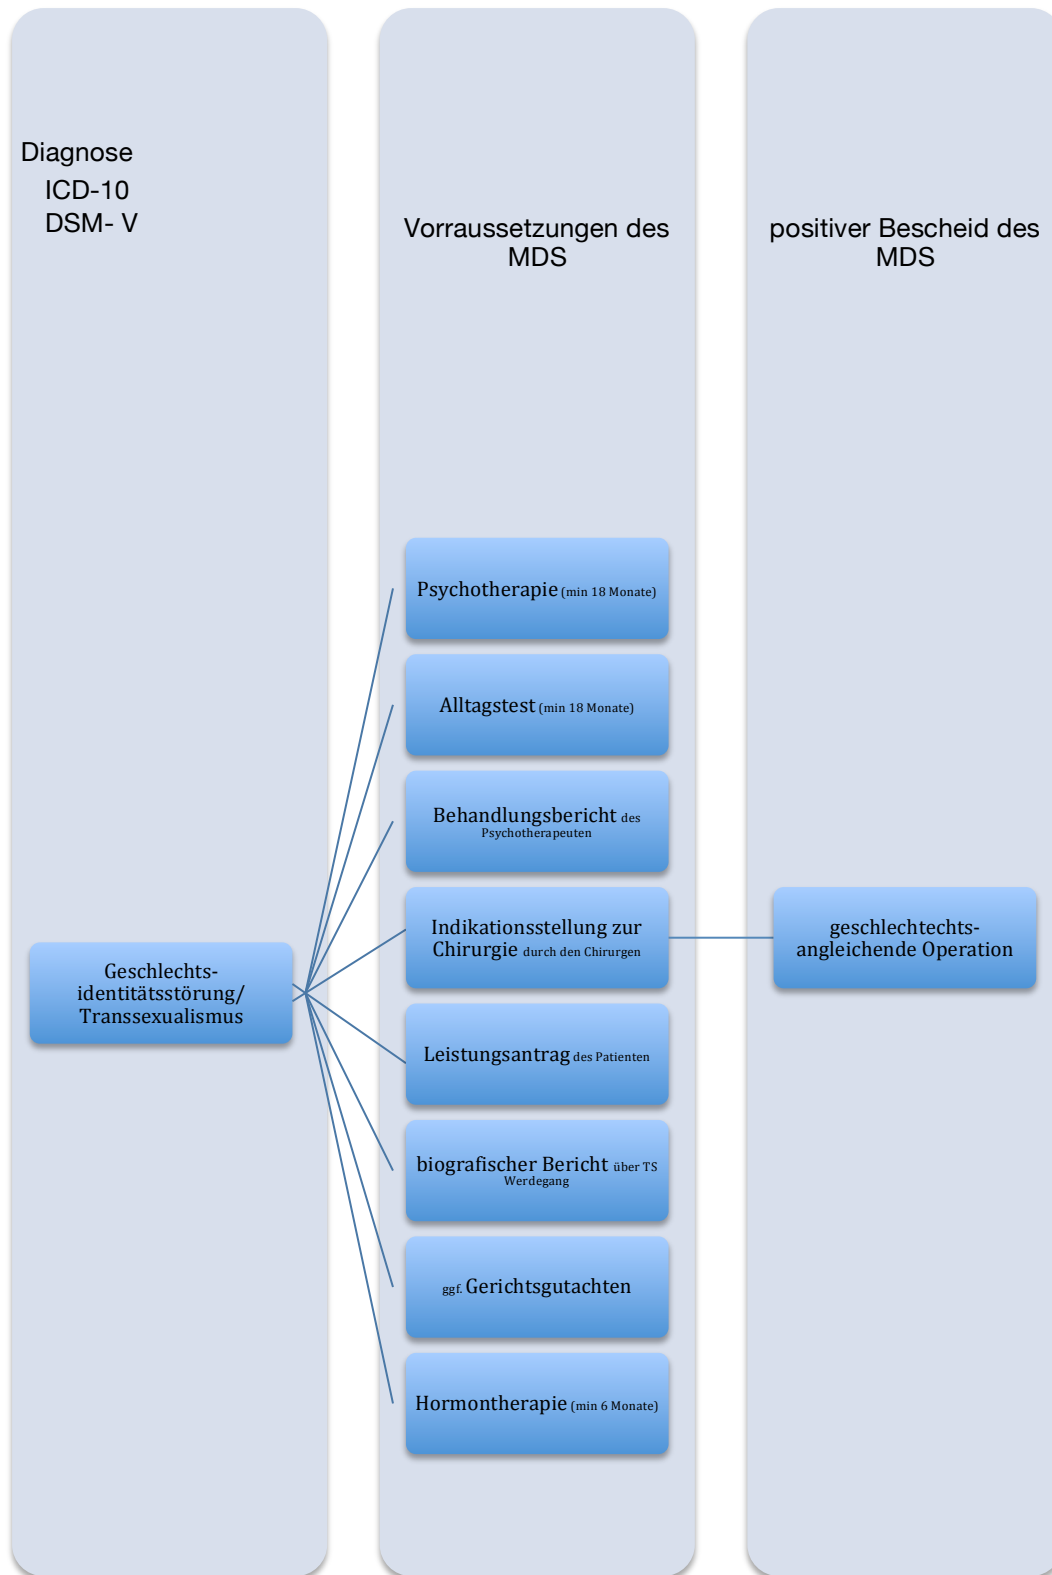 Diagnose
ICD-10
DSM- V
Vorraussetzungen des
MDS
positiver Bescheid des
MDS
Geschlechts-
identitätsstörung/
Transsexualismus
Psychotherapie (min 18 Monate)
Alltagstest (min 18 Monate)
Behandlungsbericht des
Psychotherapeuten
Indikationsstellung zur
Chirurgie durch den Chirurgen
Leistungsantrag des Patienten
biografischer Bericht über TS
Werdegang
ggf. Gerichtsgutachten
Hormontherapie (min 6 Monate)
geschlechtechts-
angleichende Operation